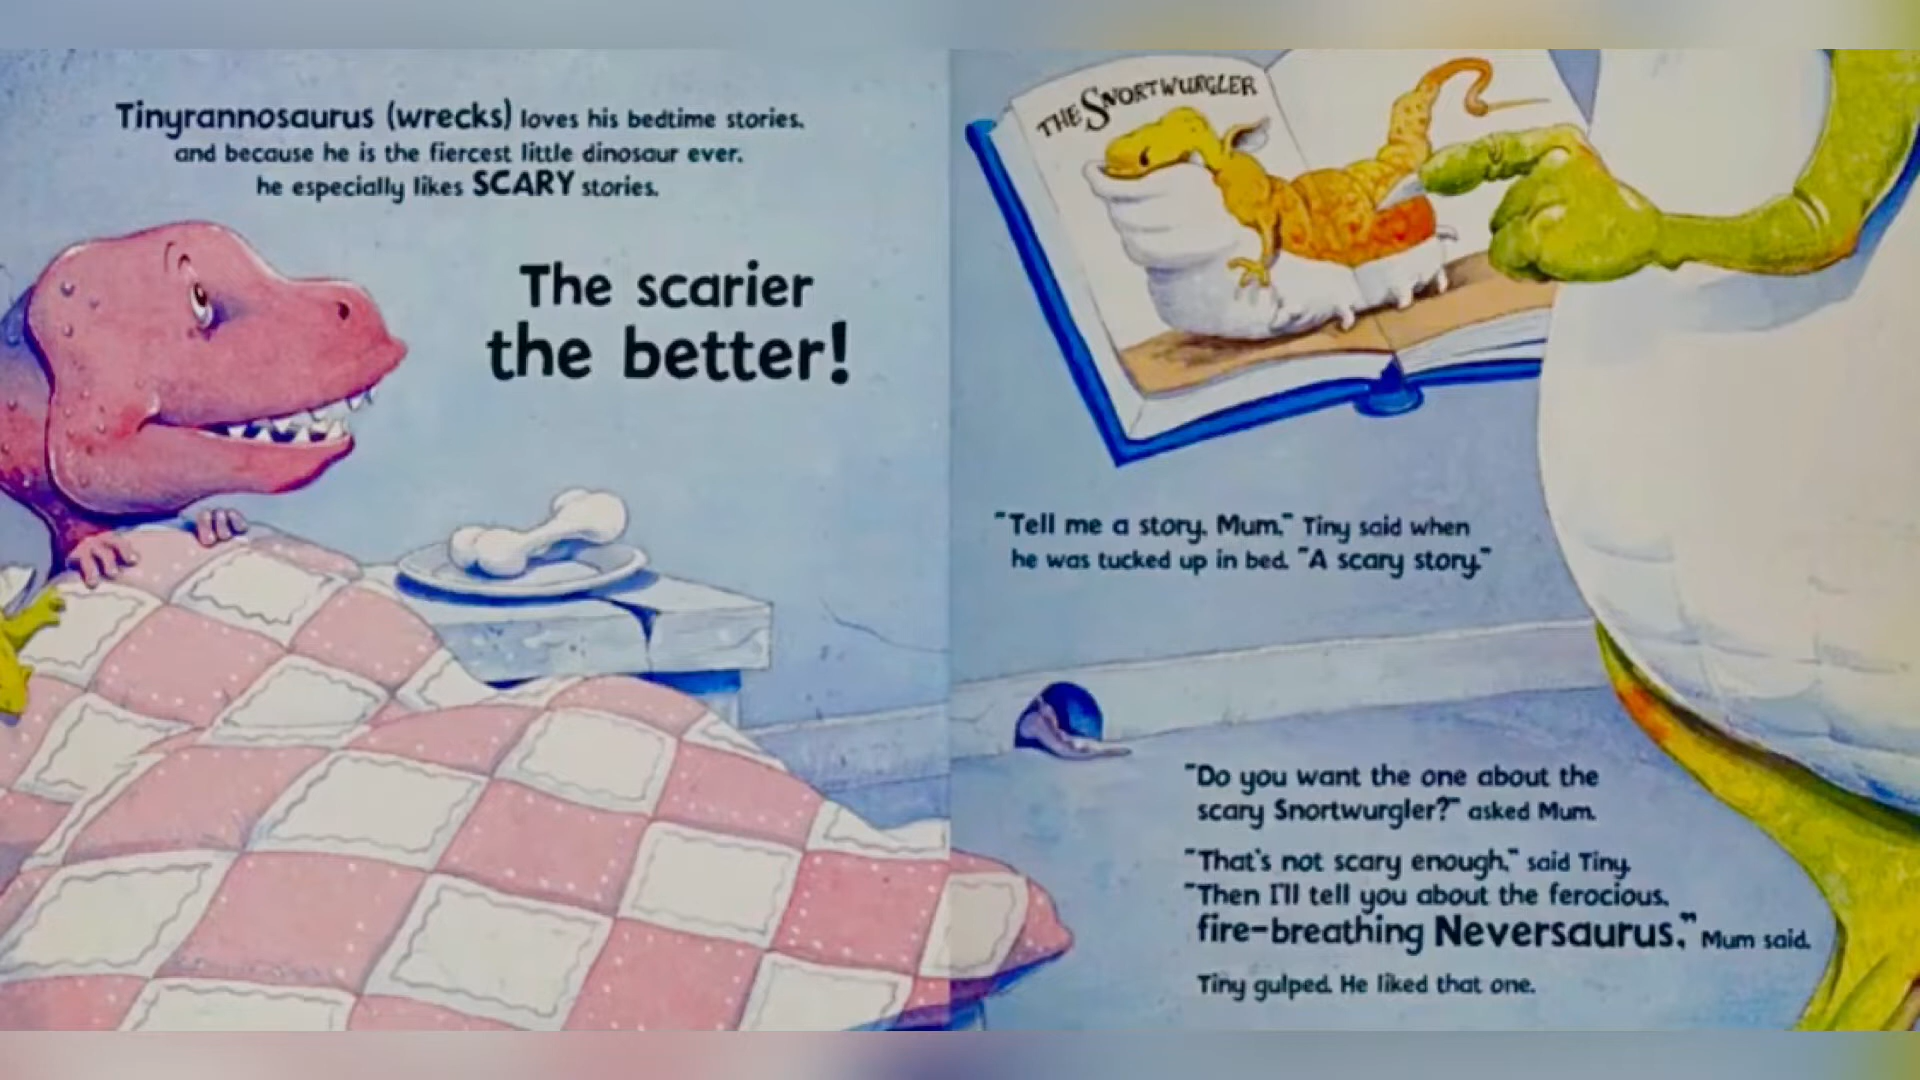 Tinyrannosaurus (wrecks) loves his bedtime stories,
and because he is the fiercest little dinosaur ever,
he especially likes SCARY stories.
The scarier
the better!
THE SNORTWURGLER
"Tell me a story, Mum," Tiny said when
he was tucked up in bed. "A scary story."
"Do you want the one about the
scary Snortwurgler?" asked Mum.
"That's not scary enough," said Tiny.
"Then I'll tell you about the ferocious,
fire-breathing Neversaurus," Mum said.
Tiny gulped. He liked that one.